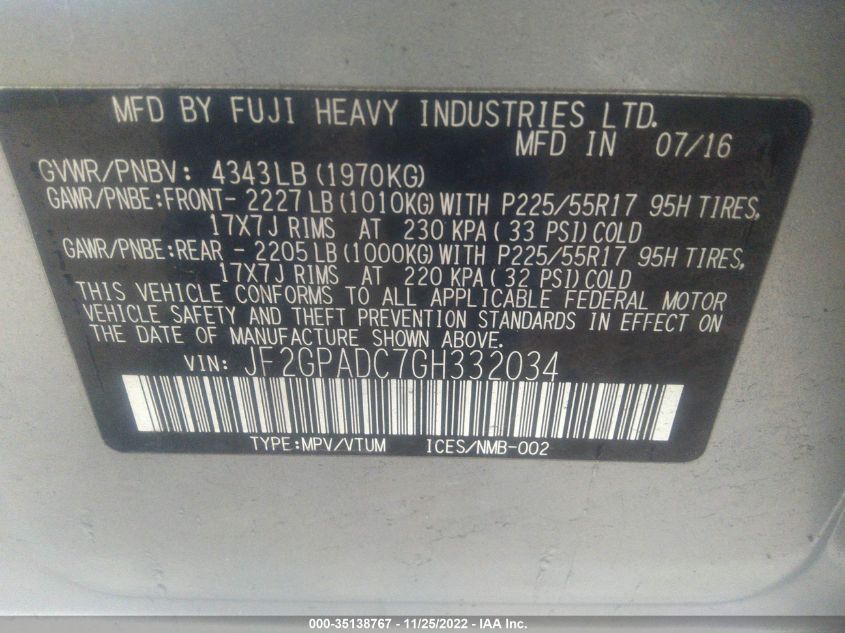 MFD BY FUJI HEAVY INDUSTRIES LTD.
MFD IN 07/16
GVWR/PNBV: 4343LB (1970KG)
GAWR/PNBE:FRONT- 2227 LB (1010KG) WITH P225/55R17 95H TIRES,
17X7J RIMS AT 230 KPA ( 33 PSI) COLD
GAWR/PNBE:REAR - 2205 LB (1000KG) WITH P225/55R17 95H TIRES,
17X7J RIMS AT 220 KPA ( 32 PSI) COLD
THIS VEHICLE CONFORMS TO ALL APPLICABLE FEDERAL MOTOR
VEHICLE SAFETY AND THEFT PREVENTION STANDARDS IN EFFECT ON
THE DATE OF MANUFACTURE SHOWN ABOVE.
VIN: JF2GPADC7GH332034
TYPE:MPV/VTUM ICES/NMB-002
000-35138767 - 11/25/2022 - IAA Inc.